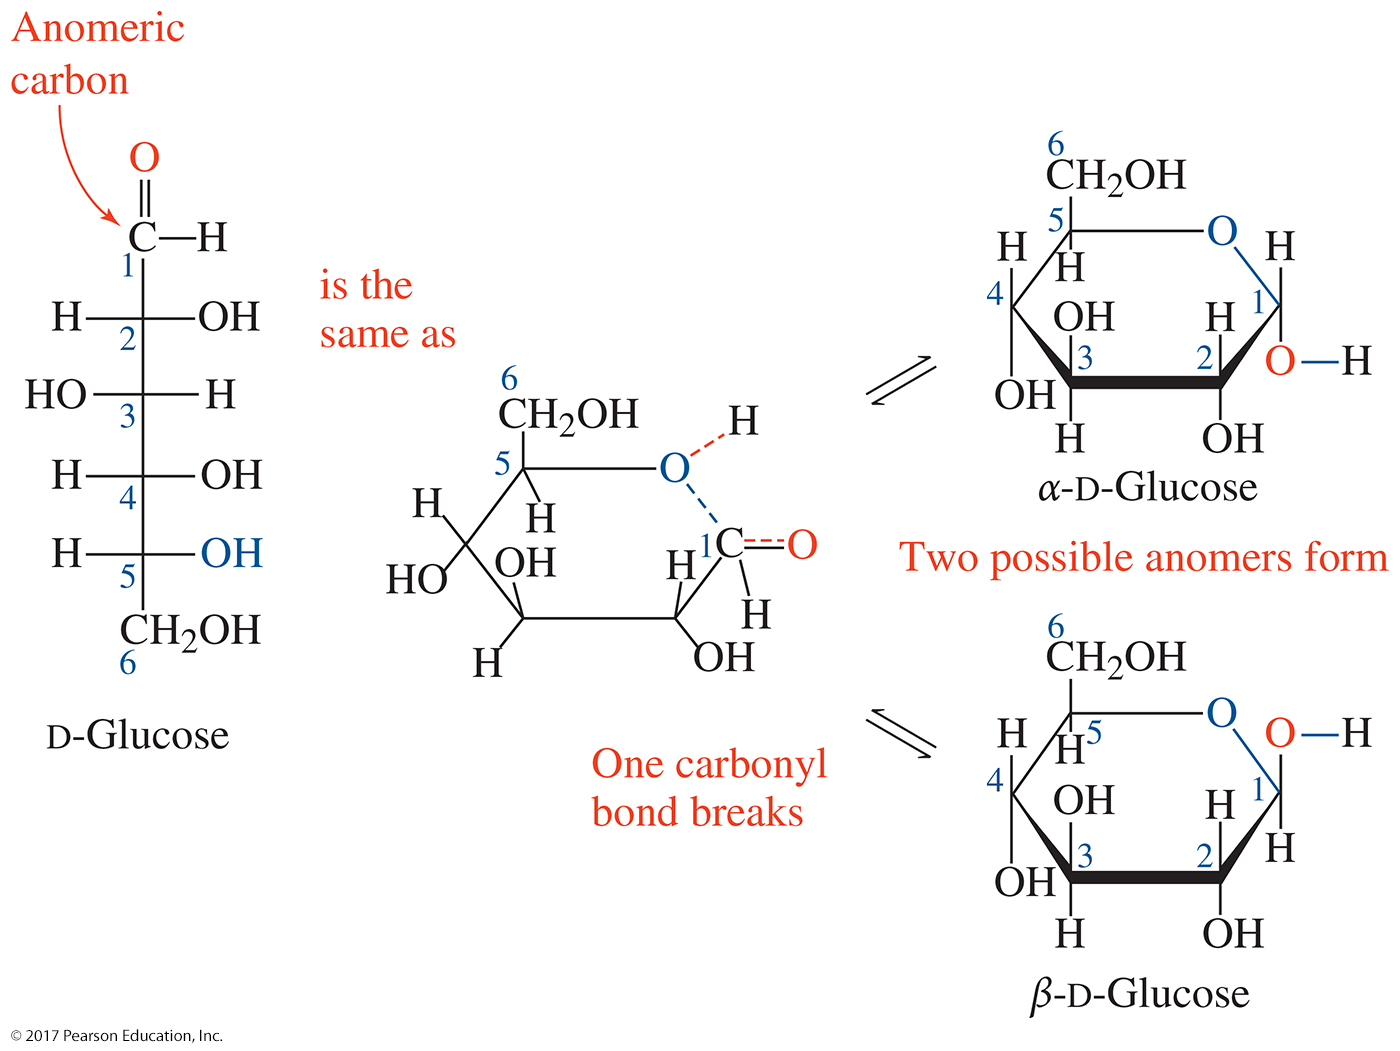 Anomeric
carbon
O
C—H
1
H OH
2
HO H
3
H OH
4
H OH
5
CH₂OH
6
D-Glucose
is the
same as
6
CH₂OH
H
5
O
H
H
1C=O
HO
OH
H
H
H
OH
One carbonyl
bond breaks
6
CH₂OH
5
O
H
H
H
4
OH
H
1
3
2
O—H
OH
H
OH
α-D-Glucose
Two possible anomers form
6
CH₂OH
O
O—H
H
H
5
4
OH
H
1
3
2
H
OH
H
OH
β-D-Glucose
© 2017 Pearson Education, Inc.